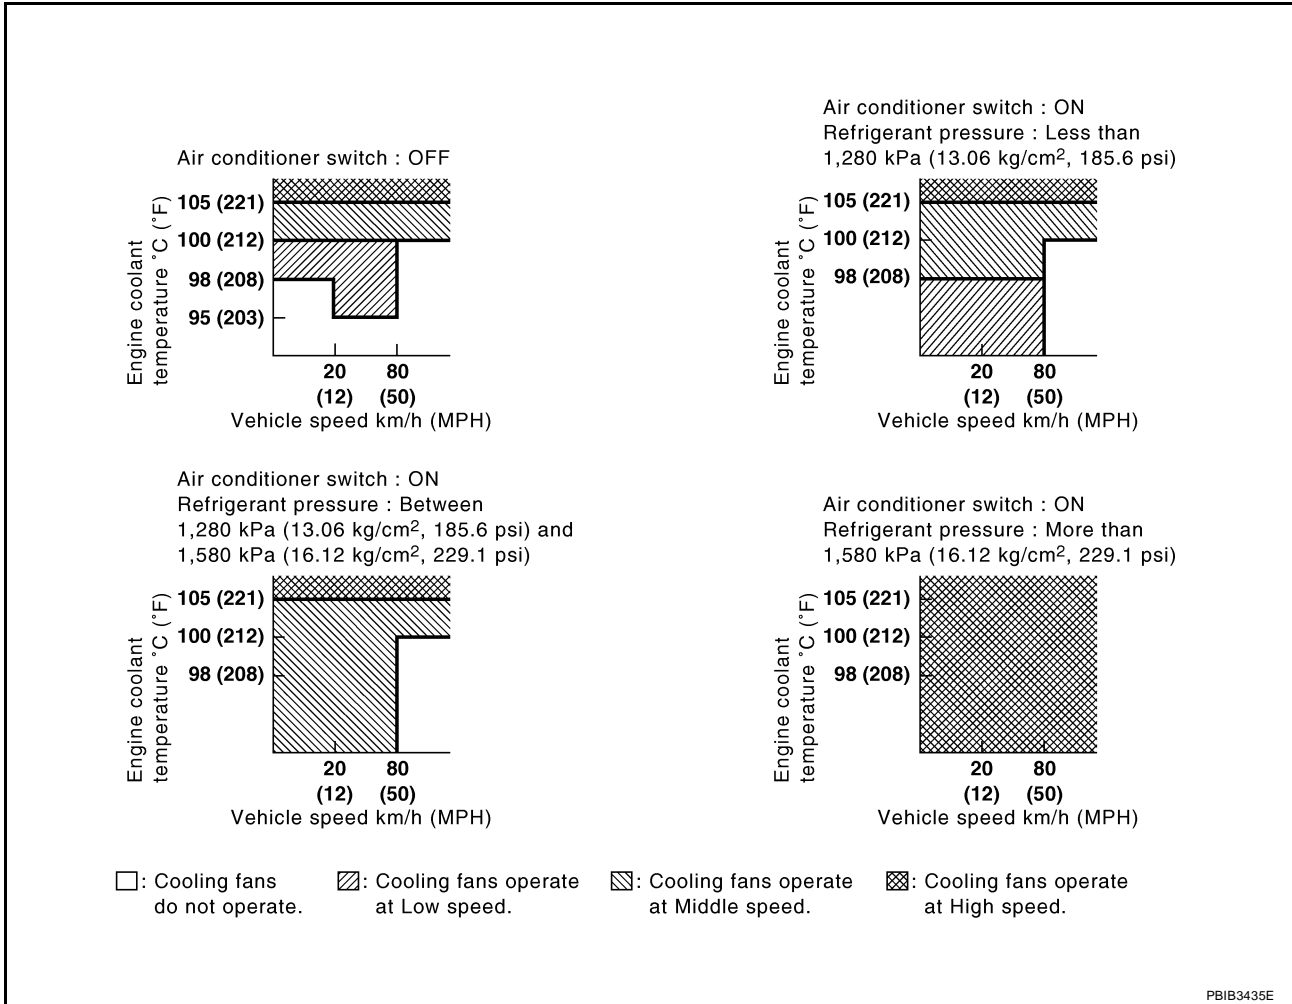 Air conditioner switch : OFF
Engine coolant
temperature ˚C (˚F)
105 (221)
100 (212)
98 (208)
95 (203)
20
(12)
80
(50)
Vehicle speed km/h (MPH)
Air conditioner switch : ON
Refrigerant pressure : Less than
1,280 kPa (13.06 kg/cm², 185.6 psi)
Engine coolant
temperature ˚C (˚F)
105 (221)
100 (212)
98 (208)
20
(12)
80
(50)
Vehicle speed km/h (MPH)
Air conditioner switch : ON
Refrigerant pressure : Between
1,280 kPa (13.06 kg/cm², 185.6 psi) and
1,580 kPa (16.12 kg/cm², 229.1 psi)
Engine coolant
temperature ˚C (˚F)
105 (221)
100 (212)
98 (208)
20
(12)
80
(50)
Vehicle speed km/h (MPH)
Air conditioner switch : ON
Refrigerant pressure : More than
1,580 kPa (16.12 kg/cm², 229.1 psi)
Engine coolant
temperature ˚C (˚F)
105 (221)
100 (212)
98 (208)
20
(12)
80
(50)
Vehicle speed km/h (MPH)
: Cooling fans
do not operate.
: Cooling fans operate
at Low speed.
: Cooling fans operate
at Middle speed.
: Cooling fans operate
at High speed.
PBIB3435E